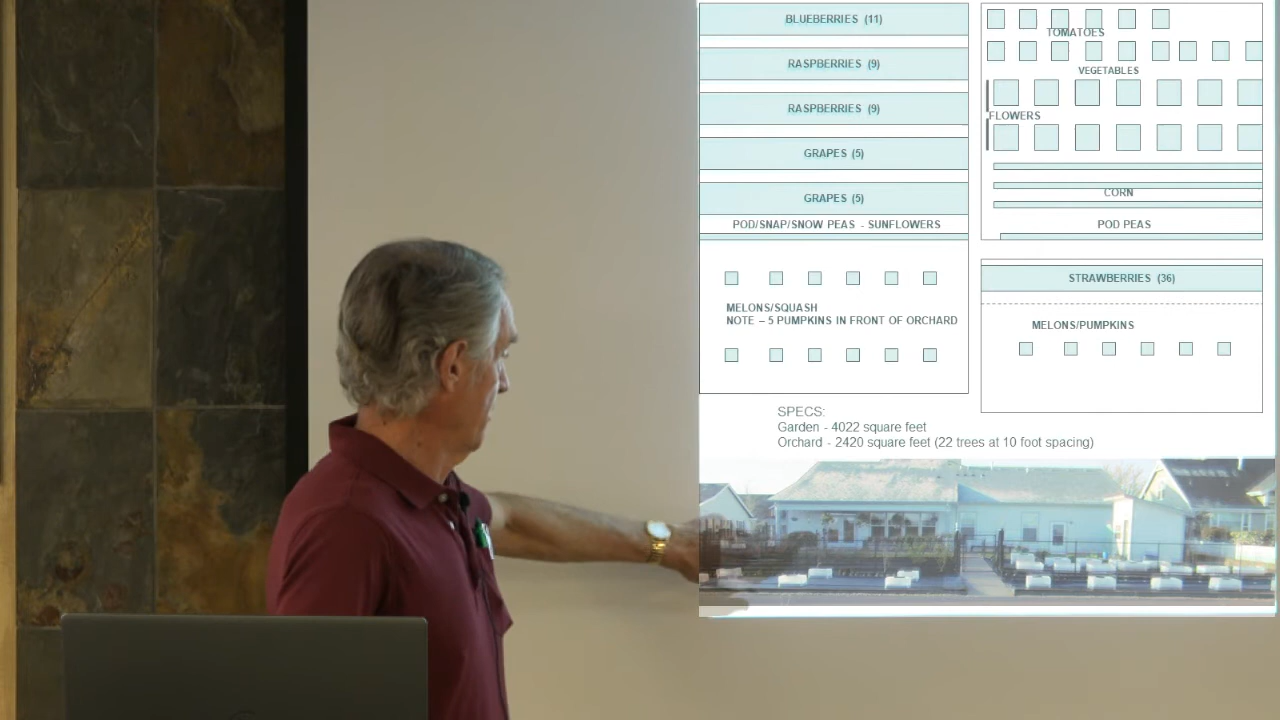 BLUEBERRIES (11)
RASPBERRIES (9)
RASPBERRIES (9)
GRAPES (5)
GRAPES (5)
POD/SNAP/SNOW PEAS - SUNFLOWERS
MELONS/SQUASH
NOTE – 5 PUMPKINS IN FRONT OF ORCHARD
TOMATOES
VEGETABLES
FLOWERS
CORN
POD PEAS
STRAWBERRIES (36)
MELONS/PUMPKINS
SPECS:
Garden - 4022 square feet
Orchard - 2420 square feet (22 trees at 10 foot spacing)